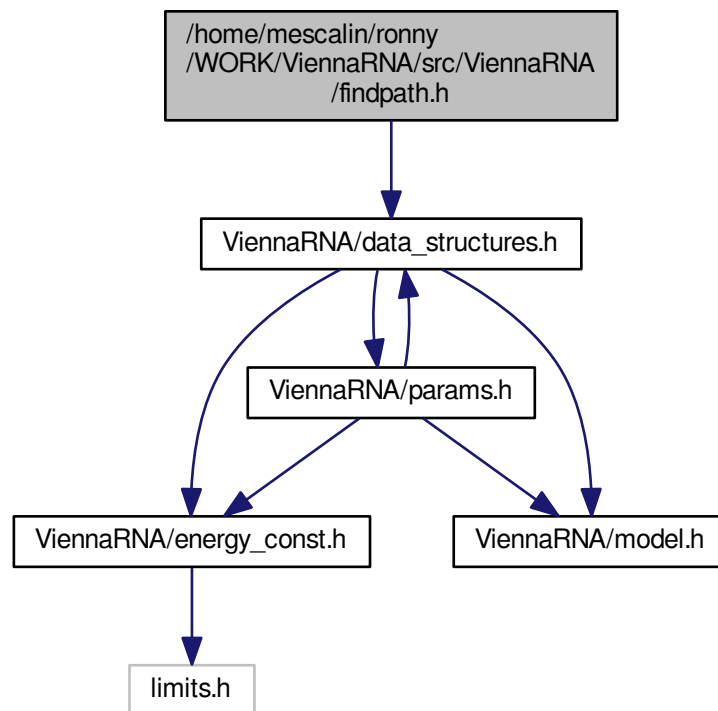 /home/mescalin/ronny
/WORK/ViennaRNA/src/ViennaRNA
/findpath.h
ViennaRNA/data_structures.h
ViennaRNA/params.h
ViennaRNA/energy_const.h
ViennaRNA/model.h
limits.h